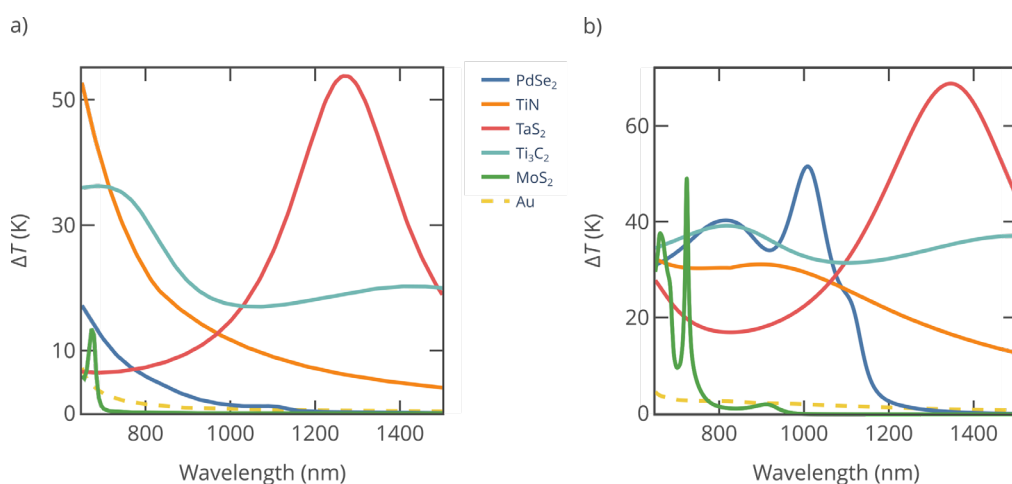 a)
b)
ΔT (K)
50
30
10
0
800
1000
1200
1400
Wavelength (nm)
PdSe₂
TiN
TaS₂
Ti₃C₂
MoS₂
Au
ΔT (K)
60
40
20
0
800
1000
1200
1400
Wavelength (nm)